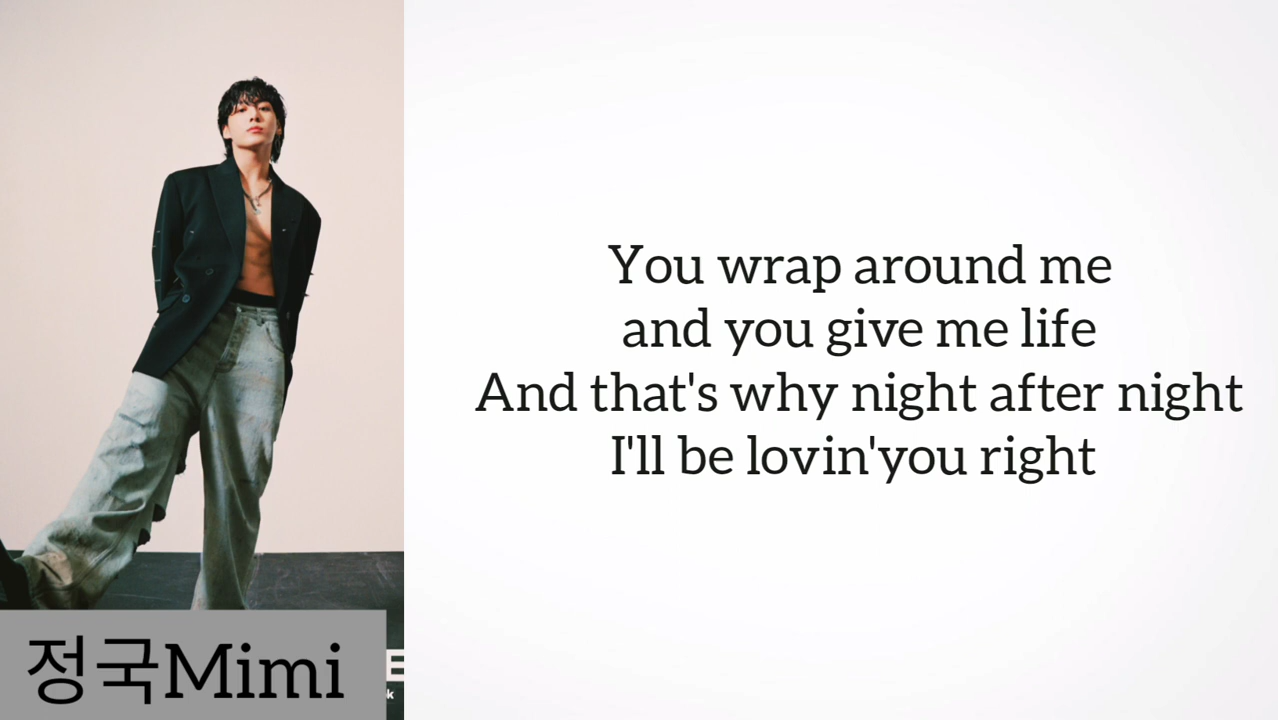 You wrap around me
and you give me life
And that's why night after night
I'll be lovin'you right
정국Mimi
E
k